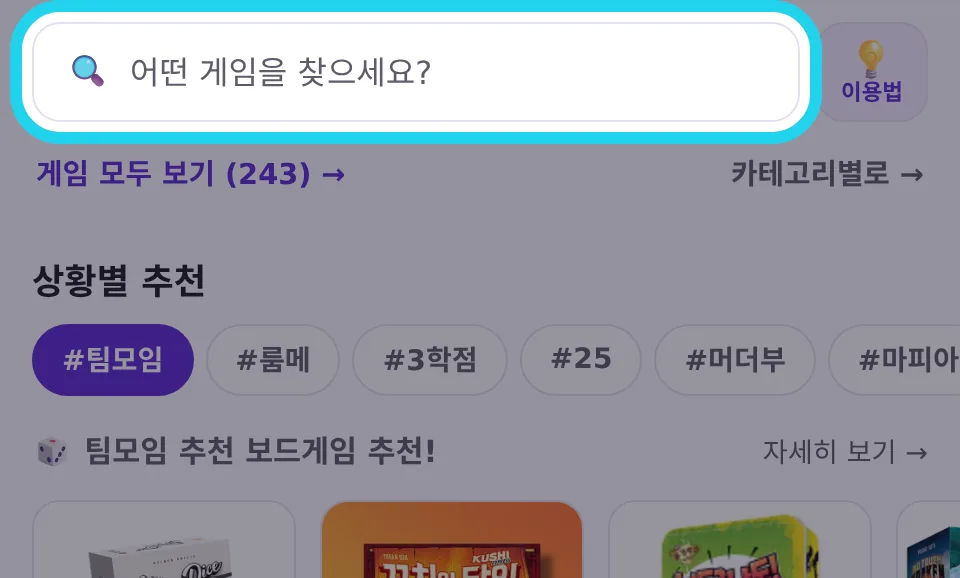 어떤 게임을 찾으세요?
이용법
게임 모두 보기 (243) →
카테고리별로 →
상황별 추천
#팀모임 #룸메 #3학점 #25 #머더부 #마피아
팀모임 추천 보드게임 추천!
자세히 보기 →
Dice
KUSHI